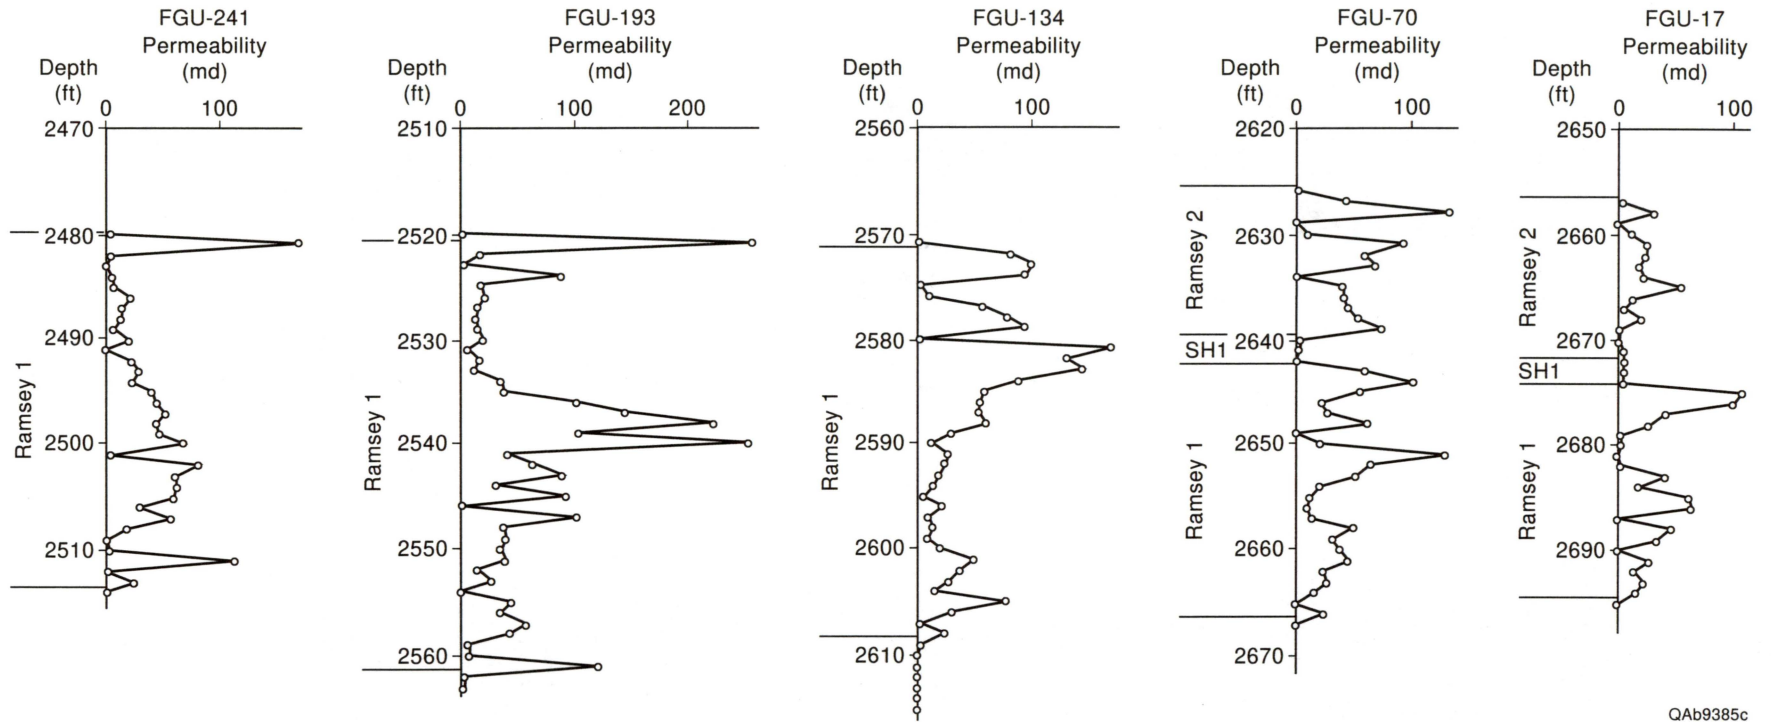 FGU-241
Permeability
(md)
Depth
(ft)
0 100
2470
2480
2490
2500
2510
Ramsey 1
FGU-193
Permeability
(md)
Depth
(ft)
0 100 200
2510
2520
2530
2540
2550
2560
Ramsey 1
FGU-134
Permeability
(md)
Depth
(ft)
0 100
2560
2570
2580
2590
2600
2610
Ramsey 1
FGU-70
Permeability
(md)
Depth
(ft)
0 100
2620
2630
2640
2650
2660
2670
Ramsey 2
SH1
Ramsey 1
FGU-17
Permeability
(md)
Depth
(ft)
0 100
2650
2660
2670
2680
2690
Ramsey 2
SH1
Ramsey 1
QAb9385c